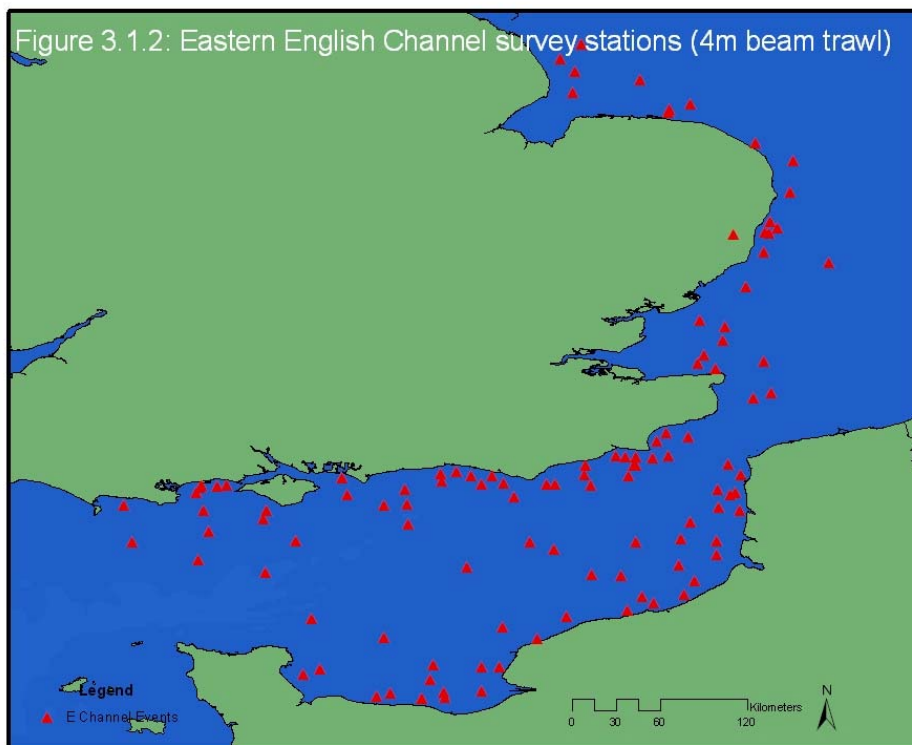 Figure 3.1.2: Eastern English Channel survey stations (4m beam trawl)
Legend
E Channel Events
N
Kilometers
0 30 60 120